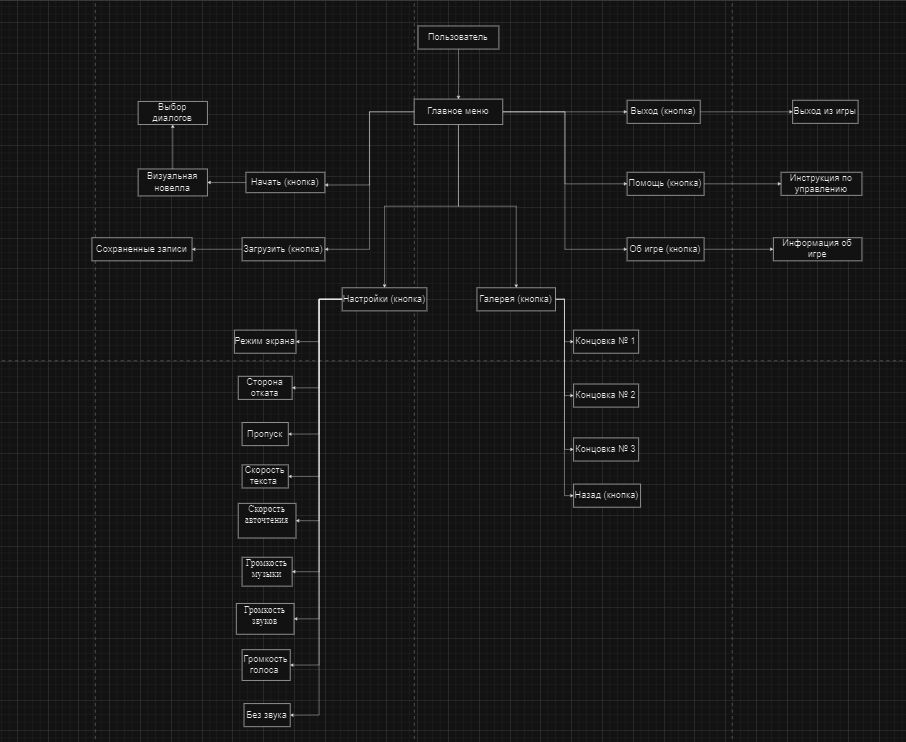 Пользователь
Главное меню
Выбор
диалогов
Выход (кнопка)
Выход из игры
Визуальная
новелла
Начать (кнопка)
Помощь (кнопка)
Инструкция по
управлению
Сохраненные записи
Загрузить (кнопка)
Об игре (кнопка)
Информация об
игре
Настройки (кнопка)
Галерея (кнопка)
Режим экрана
Сторона
отката
Пропуск
Скорость
текста
Скорость
авточтения
Громкость
музыки
Громкость
звуков
Громкость
голоса
Без звука
Концовка № 1
Концовка № 2
Концовка № 3
Назад (кнопка)